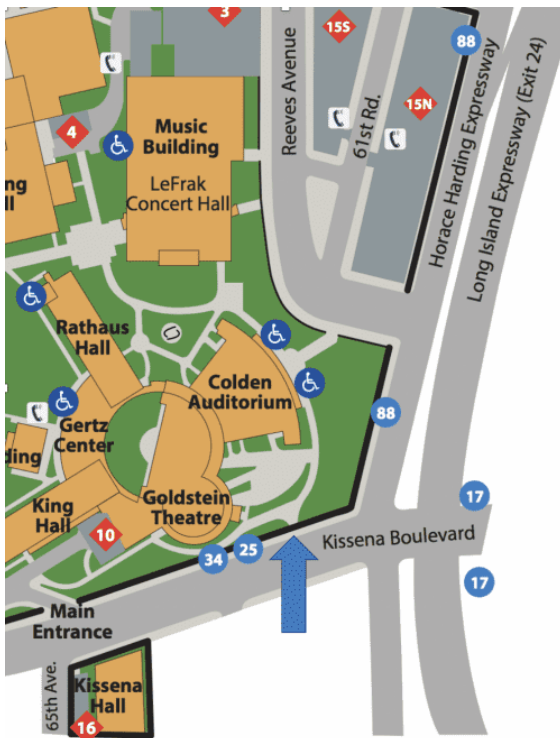 3
15S
88
15N
4
Music
Building
LeFrak
Concert Hall
Reeves Avenue
61st Rd.
Horace Harding Expressway
Long Island Expressway (Exit 24)
ng
ll
Rathaus
Hall
Colden
Auditorium
88
Gertz
Center
ding
King
Hall
10
Goldstein
Theatre
34
25
17
Kissena Boulevard
17
Main
Entrance
65th Ave.
Kissena
Hall
16